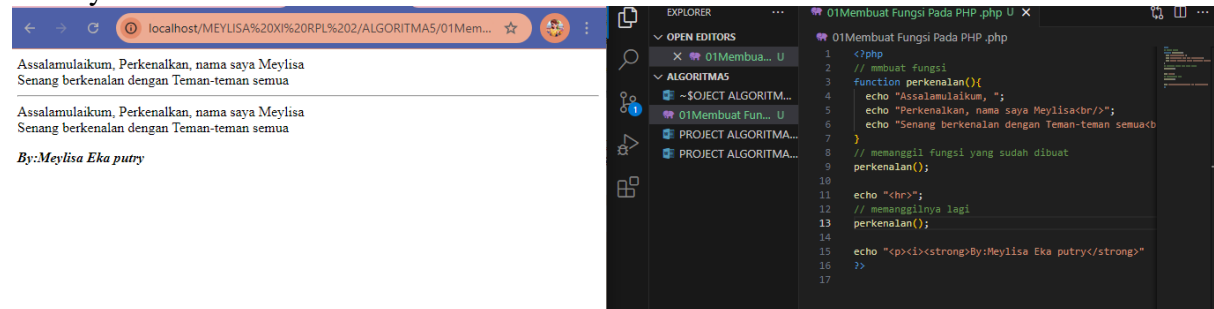 localhost/MEYLISA%20XI%20RPL%202/ALGORITMA5/01Mem...
Assalamulaikum, Perkenalkan, nama saya Meylisa
Senang berkenalan dengan Teman-teman semua
Assalamulaikum, Perkenalkan, nama saya Meylisa
Senang berkenalan dengan Teman-teman semua
By:Meylisa Eka putry
EXPLORER ...
OPEN EDITORS
01Membua... U
ALGORITMA5
~$OJECT ALGORITM...
01Membuat Fun... U
PROJECT ALGORITMA...
PROJECT ALGORITMA...
1
01Membuat Fungsi Pada PHP .php U
01Membuat Fungsi Pada PHP .php
1 <?php
2 // mmbuat fungsi
3 function perkenalan(){
4 echo "Assalamulaikum, ";
5 echo "Perkenalkan, nama saya Meylisa<br/>";
6 echo "Senang berkenalan dengan Teman-teman semua<b
7 }
8 // memanggil fungsi yang sudah dibuat
9 perkenalan();
10
11 echo "<hr>";
12 // memanggilnya lagi
13 perkenalan();
14
15 echo "<p><i><strong>By:Meylisa Eka putry</strong>"
16 ?>
17